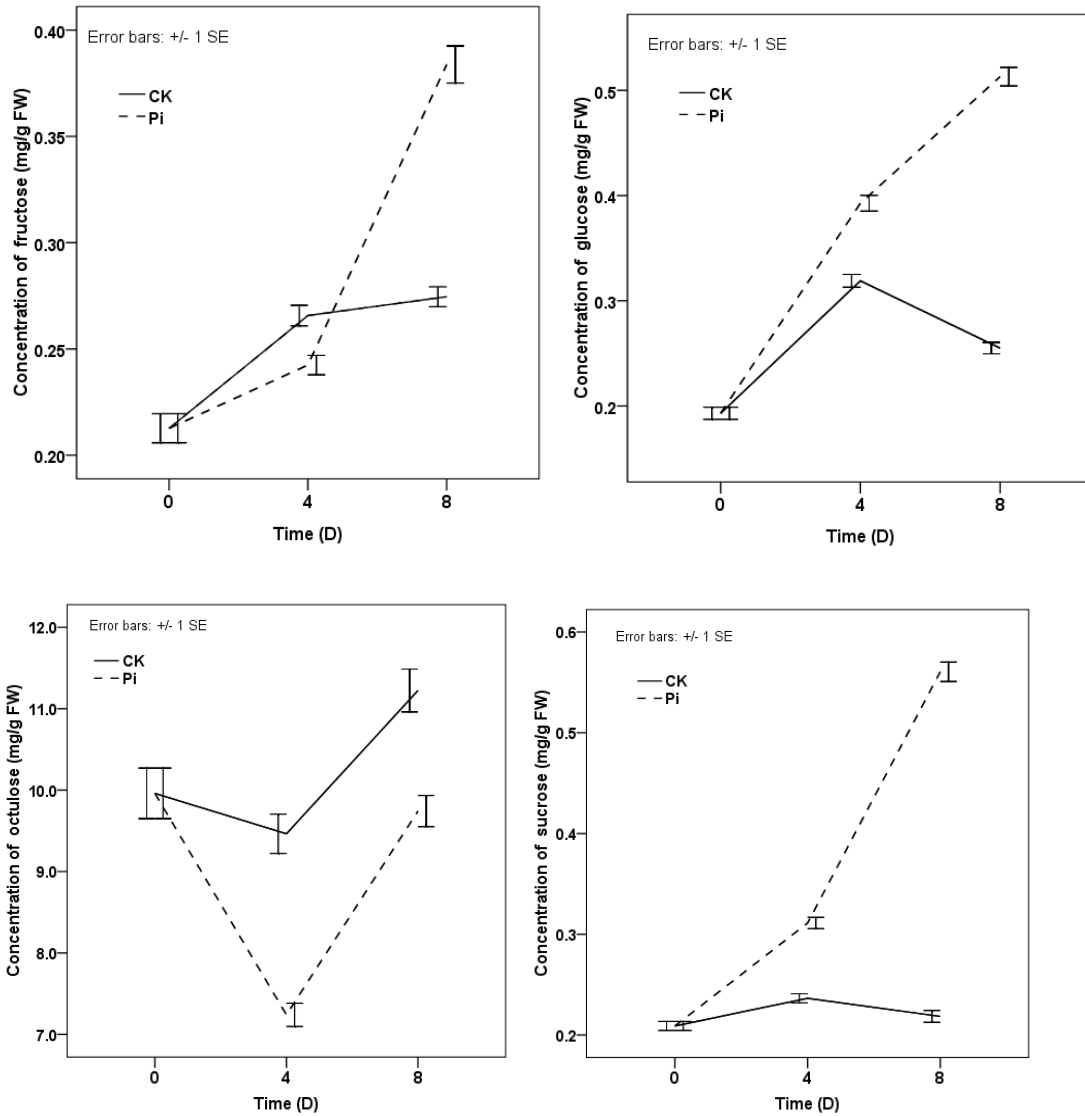 Error bars: +/- 1 SE
CK
Pi
Concentration of fructose (mg/g FW)
0.40
0.35
0.30
0.25
0.20
0 4 8
Time (D)
Error bars: +/- 1 SE
CK
Pi
Concentration of glucose (mg/g FW)
0.5
0.4
0.3
0.2
0 4 8
Time (D)
Error bars: +/- 1 SE
CK
Pi
Concentration of octulose (mg/g FW)
12.0
11.0
10.0
9.0
8.0
7.0
0 4 8
Time (D)
Error bars: +/- 1 SE
CK
Pi
Concentration of sucrose (mg/g FW)
0.6
0.5
0.4
0.3
0.2
0 4 8
Time (D)